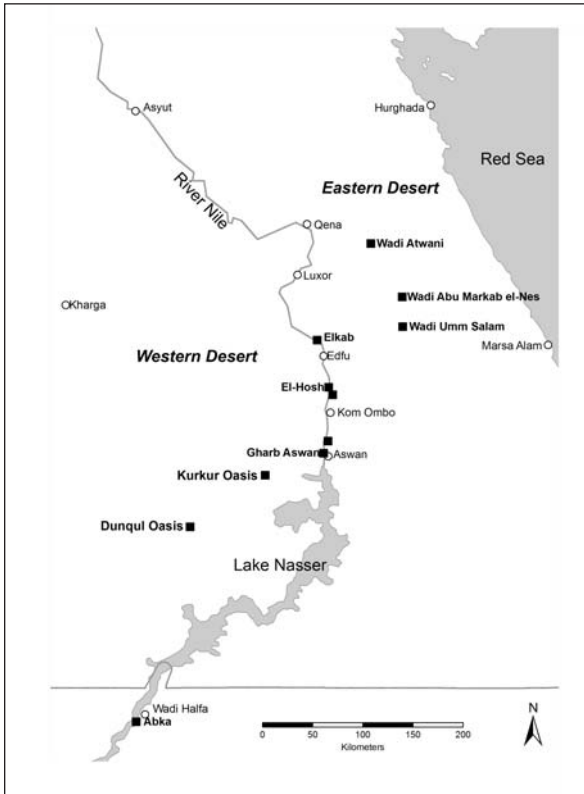 Asyut
Hurghada
Red Sea
River Nile
Eastern Desert
Qena
Wadi Atwani
Luxor
Kharga
Wadi Abu Markab el-Nes
Wadi Umm Salam
Elkab
Marsa Alam
Western Desert
Edfu
El-Hosh
Kom Ombo
Gharb Aswan
Aswan
Kurkur Oasis
Dunqul Oasis
Lake Nasser
Wadi Halfa
Abka
N
0 50 100 150 200
Kilometers